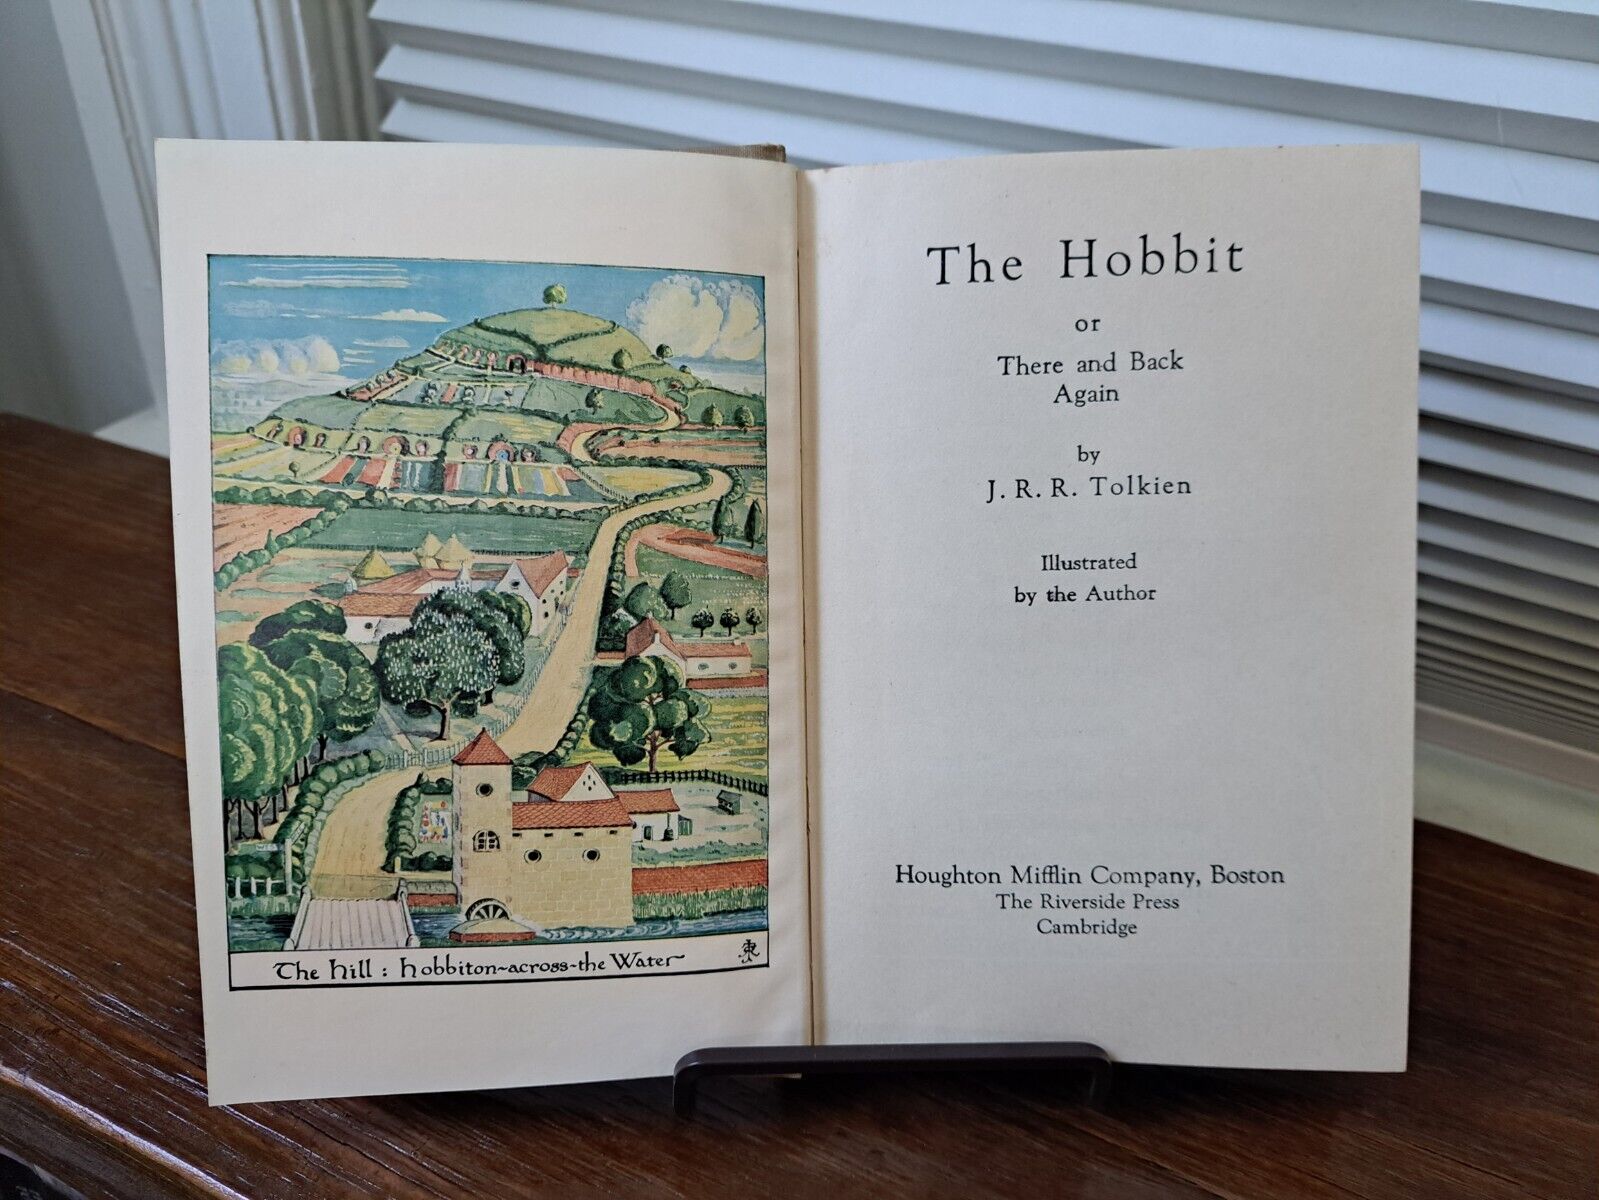 The Hill : Hobbiton-across-the Water
The Hobbit
or
There and Back
Again
by
J. R. R. Tolkien
Illustrated
by the Author
Houghton Mifflin Company, Boston
The Riverside Press
Cambridge